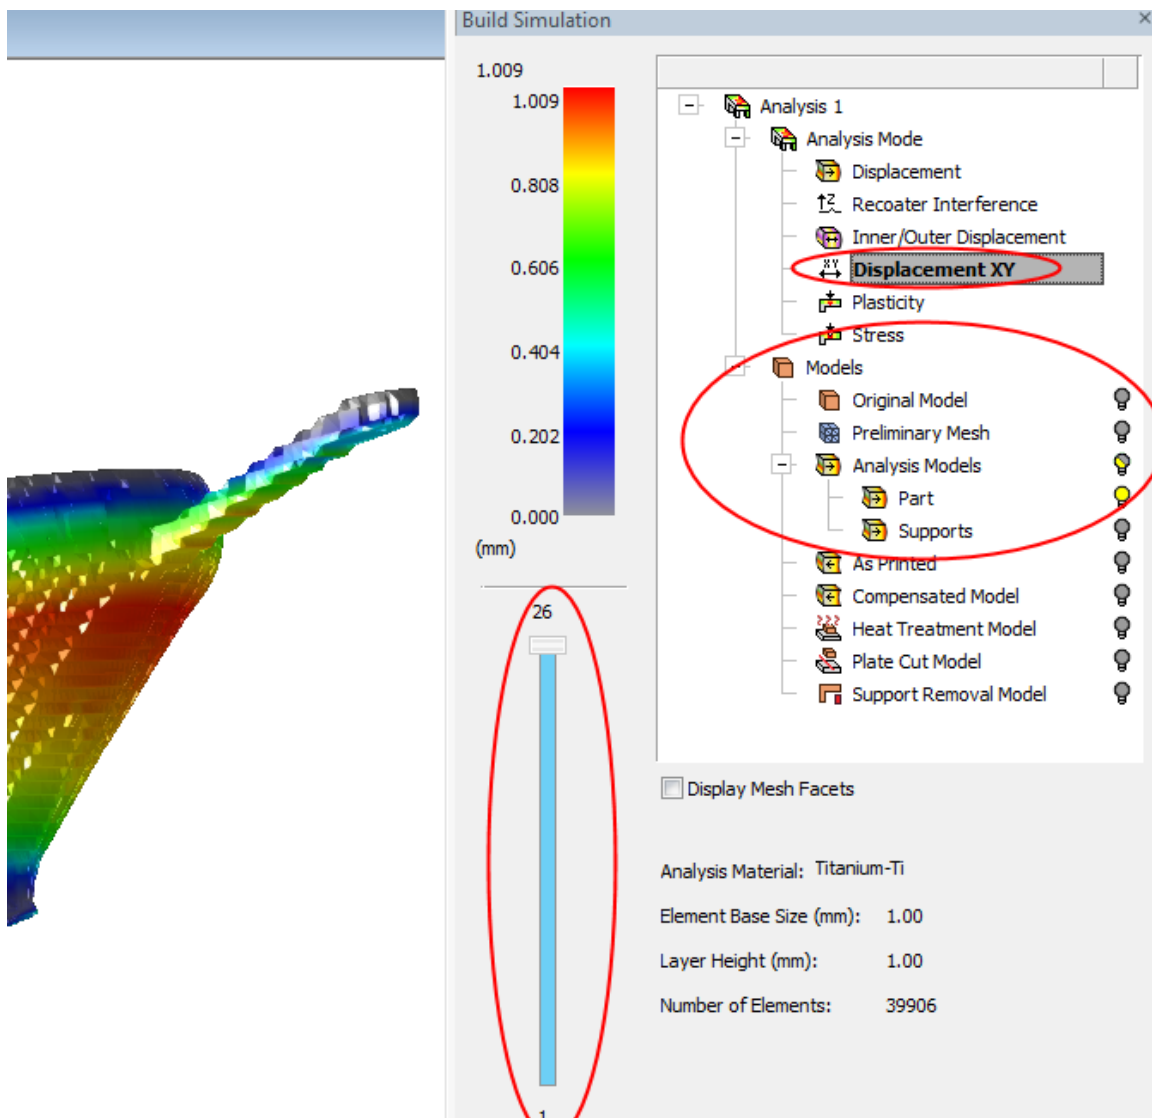 Build Simulation
1.009
1.009
0.808
0.606
0.404
0.202
0.000
(mm)
26
1
Analysis 1
Analysis Mode
Displacement
Recoater Interference
Inner/Outer Displacement
XY
Displacement XY
Plasticity
Stress
Models
Original Model
Preliminary Mesh
Analysis Models
Part
Supports
As Printed
Compensated Model
Heat Treatment Model
Plate Cut Model
Support Removal Model
Display Mesh Facets
Analysis Material: Titanium-Ti
Element Base Size (mm): 1.00
Layer Height (mm): 1.00
Number of Elements: 39906